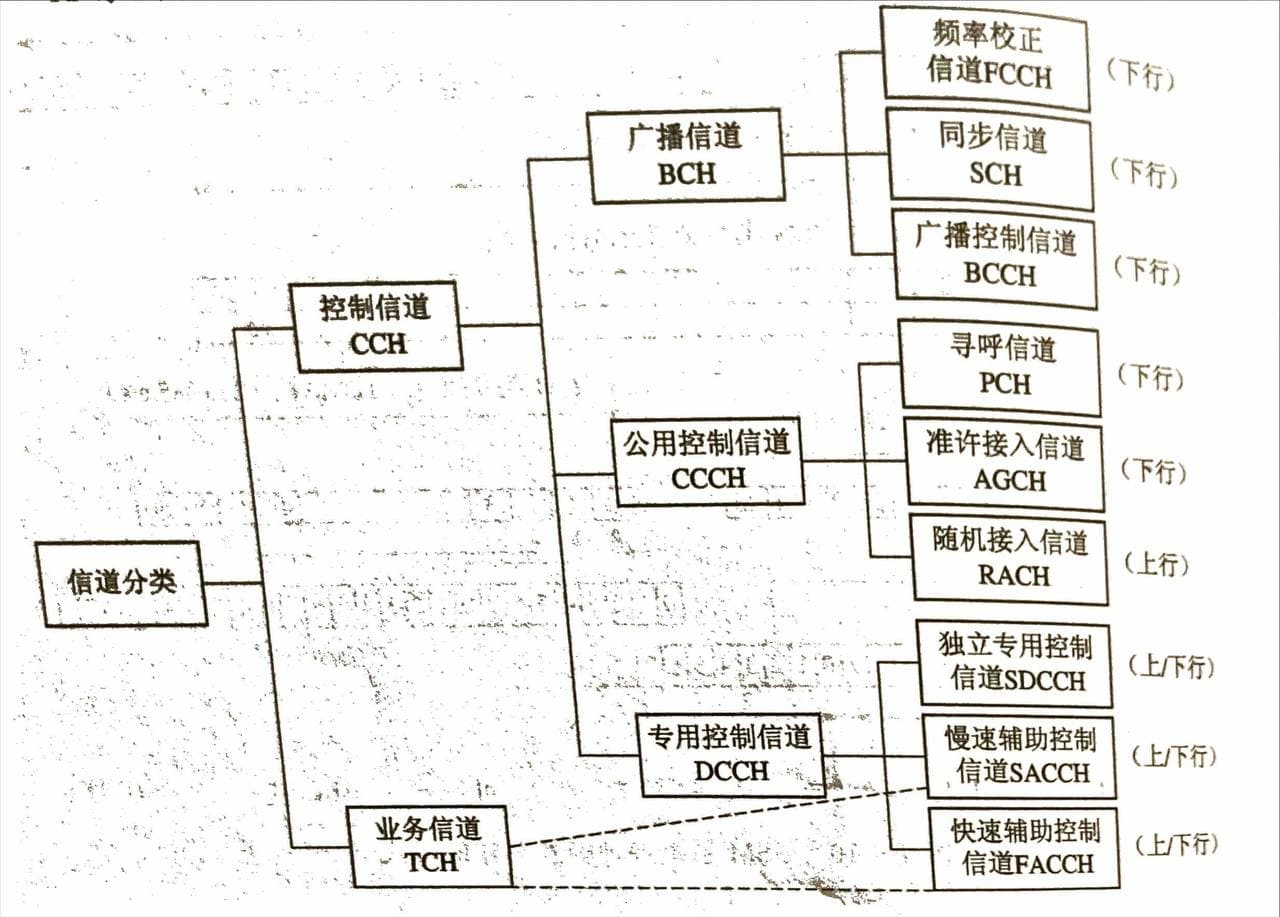 频率校正
信道FCCH
(下行)
同步信道
SCH
(下行)
广播信道
BCH
广播控制信道
BCCH
(下行)
控制信道
CCH
寻呼信道
PCH
(下行)
公用控制信道
CCCH
准许接入信道
AGCH
(下行)
随机接入信道
RACH
(上行)
信道分类
独立专用控制
信道SDCCH
(上/下行)
专用控制信道
DCCH
慢速辅助控制
信道SACCH
(上/下行)
业务信道
TCH
快速辅助控制
信道FACCH
(上/下行)